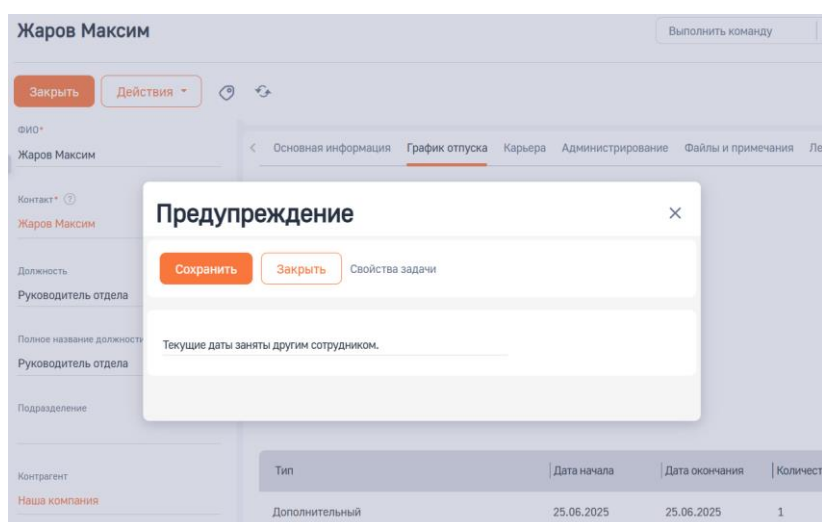 Жаров Максим
Выполнить команду
Закрыть
Действия
ФИО*
Жаров Максим
Основная информация График отпуска Карьера Администрирование Файлы и примечания Ле
Контакт* ?
Жаров Максим
Предупреждение
Сохранить Закрыть Свойства задачи
Должность
Руководитель отдела
Полное название должности
Текущие даты заняты другим сотрудником.
Руководитель отдела
Подразделение
Контрагент
Наша компания
Тип Дата начала Дата окончания Количест
Дополнительный 25.06.2025 25.06.2025 1